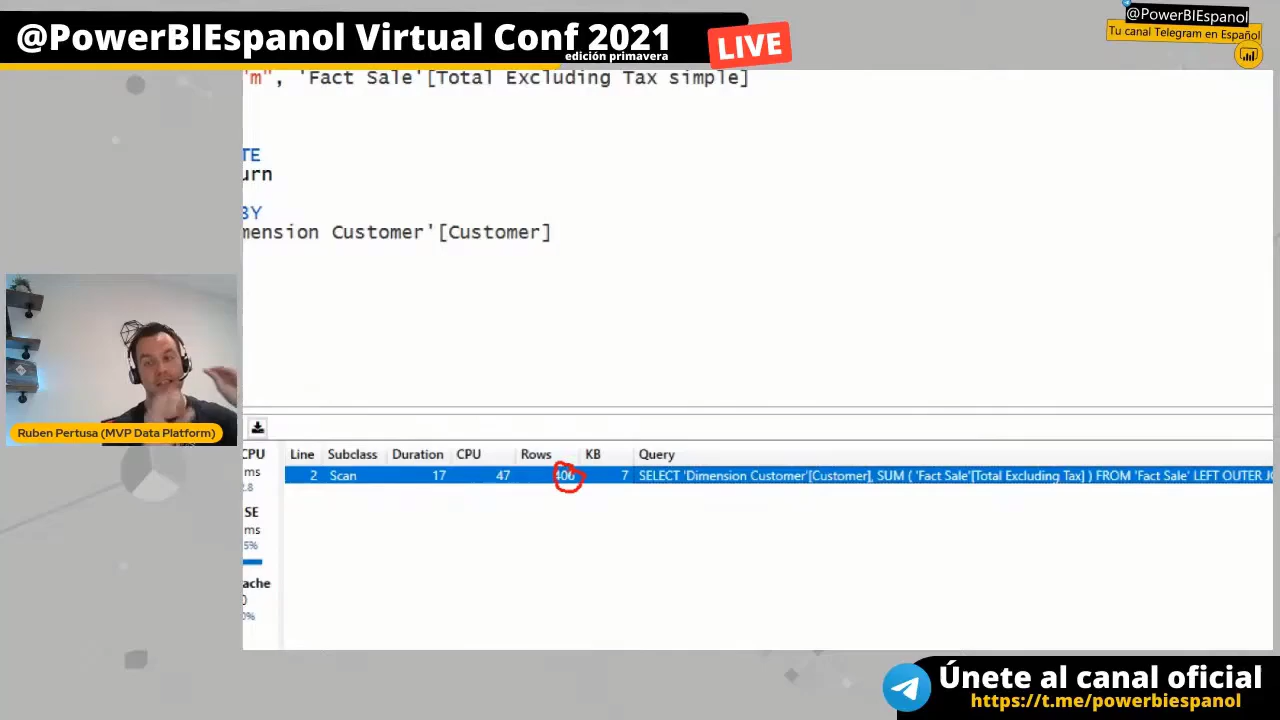 @PowerBIEspanol Virtual Conf 2021
edición primavera
LIVE
@PowerBIEspanol
Tu canal Telegram en Español
"m", 'Fact Sale'[Total Excluding Tax simple]
TE
urn
BY
mension Customer'[Customer]
Ruben Pertusa (MVP Data Platform)
CPU Line Subclass Duration CPU Rows KB Query
ms 2 Scan 17 47 406 7 SELECT 'Dimension Customer'[Customer], SUM ( 'Fact Sale'[Total Excluding Tax] ) FROM 'Fact Sale' LEFT OUTER JO
SE
ms
5%
ache
0%
Únete al canal oficial
https://t.me/powerbiespanol